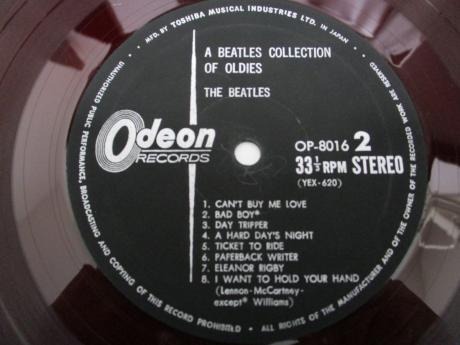 MFD. BY TOSHIBA MUSICAL INDUSTRIES LTD. IN JAPAN.
A BEATLES COLLECTION
OF OLDIES
THE BEATLES
Odeon
RECORDS
OP-8016 2
33 1/3 RPM STEREO
(YEX-620)
1. CAN'T BUY ME LOVE
2. BAD BOY*
3. DAY TRIPPER
4. A HARD DAY'S NIGHT
5. TICKET TO RIDE
6. PAPERBACK WRITER
7. ELEANOR RIGBY
8. I WANT TO HOLD YOUR HAND
(Lennon-McCartney-
except* Williams)
UNAUTHORIZED PUBLIC PERFORMANCE, BROADCASTING AND COPYING OF THIS RECORD PROHIBITED • ALL RIGHTS OF THE MANUFACTURER AND OF THE OWNER OF THE RECORDED WORK ARE RESERVED